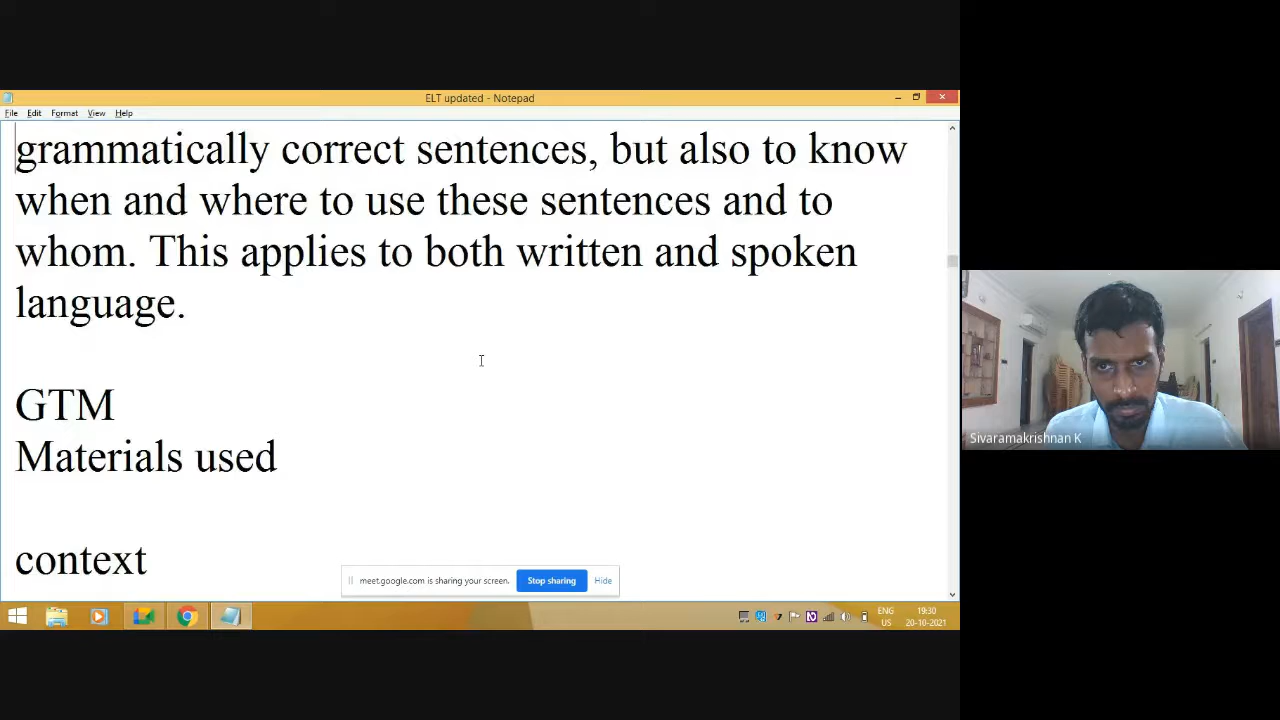 ELT updated - Notepad
File Edit Format View Help
grammatically correct sentences, but also to know
when and where to use these sentences and to
whom. This applies to both written and spoken
language.
GTM
Materials used
context
meet.google.com is sharing your screen. Stop sharing Hide
ENG 19:30
US 20-10-2021
Sivaramakrishnan K